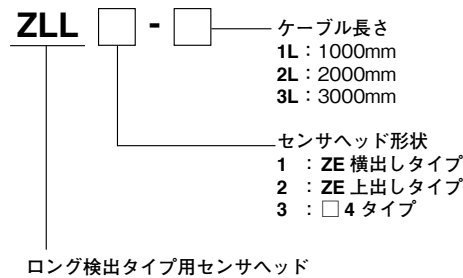 ZLL □ - □
ケーブル長さ
1L：1000mm
2L：2000mm
3L：3000mm
センサヘッド形状
1 ：ZE 横出しタイプ
2 ：ZE 上出しタイプ
3 ：□4 タイプ
ロング検出タイプ用センサヘッド